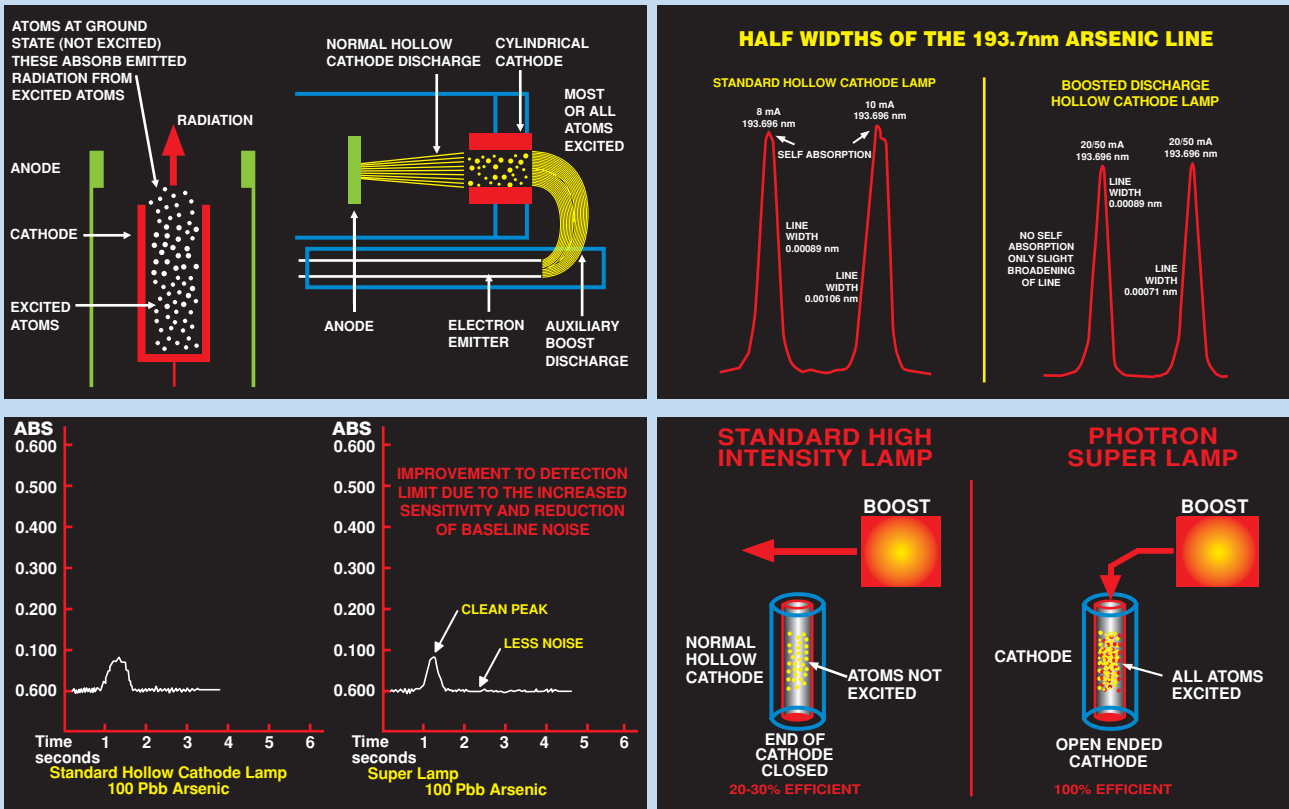 ATOMS AT GROUND
STATE (NOT EXCITED)
THESE ABSORB EMITTED
RADIATION FROM
EXCITED ATOMS
RADIATION
ANODE
CATHODE
EXCITED
ATOMS
NORMAL HOLLOW
CATHODE DISCHARGE
CYLINDRICAL
CATHODE
MOST
OR ALL
ATOMS
EXCITED
ANODE
ELECTRON
EMITTER
AUXILIARY
BOOST
DISCHARGE
HALF WIDTHS OF THE 193.7nm ARSENIC LINE
STANDARD HOLLOW CATHODE LAMP
8 mA
193.696 nm
10 mA
193.696 nm
SELF ABSORPTION
LINE
WIDTH
0.00089 nm
LINE
WIDTH
0.00106 nm
BOOSTED DISCHARGE
HOLLOW CATHODE LAMP
20/50 mA
193.696 nm
20/50 mA
193.696 nm
LINE
WIDTH
0.00089 nm
NO SELF
ABSORPTION
ONLY SLIGHT
BROADENING
OF LINE
LINE
WIDTH
0.00071 nm
ABS
0.600
0.500
0.400
0.300
0.200
0.100
0.600
Time 1 2 3 4 5 6
seconds
Standard Hollow Cathode Lamp
100 Pbb Arsenic
ABS
0.600
0.500
0.400
0.300
0.200
0.100
0.600
IMPROVEMENT TO DETECTION
LIMIT DUE TO THE INCREASED
SENSITIVITY AND REDUCTION
OF BASELINE NOISE
CLEAN PEAK
LESS NOISE
Time 1 2 3 4 5 6
seconds
Super Lamp
100 Pbb Arsenic
STANDARD HIGH
INTENSITY LAMP
BOOST
NORMAL
HOLLOW
CATHODE
ATOMS NOT
EXCITED
END OF
CATHODE
CLOSED
20-30% EFFICIENT
PHOTRON
SUPER LAMP
BOOST
CATHODE
ALL ATOMS
EXCITED
OPEN ENDED
CATHODE
100% EFFICIENT